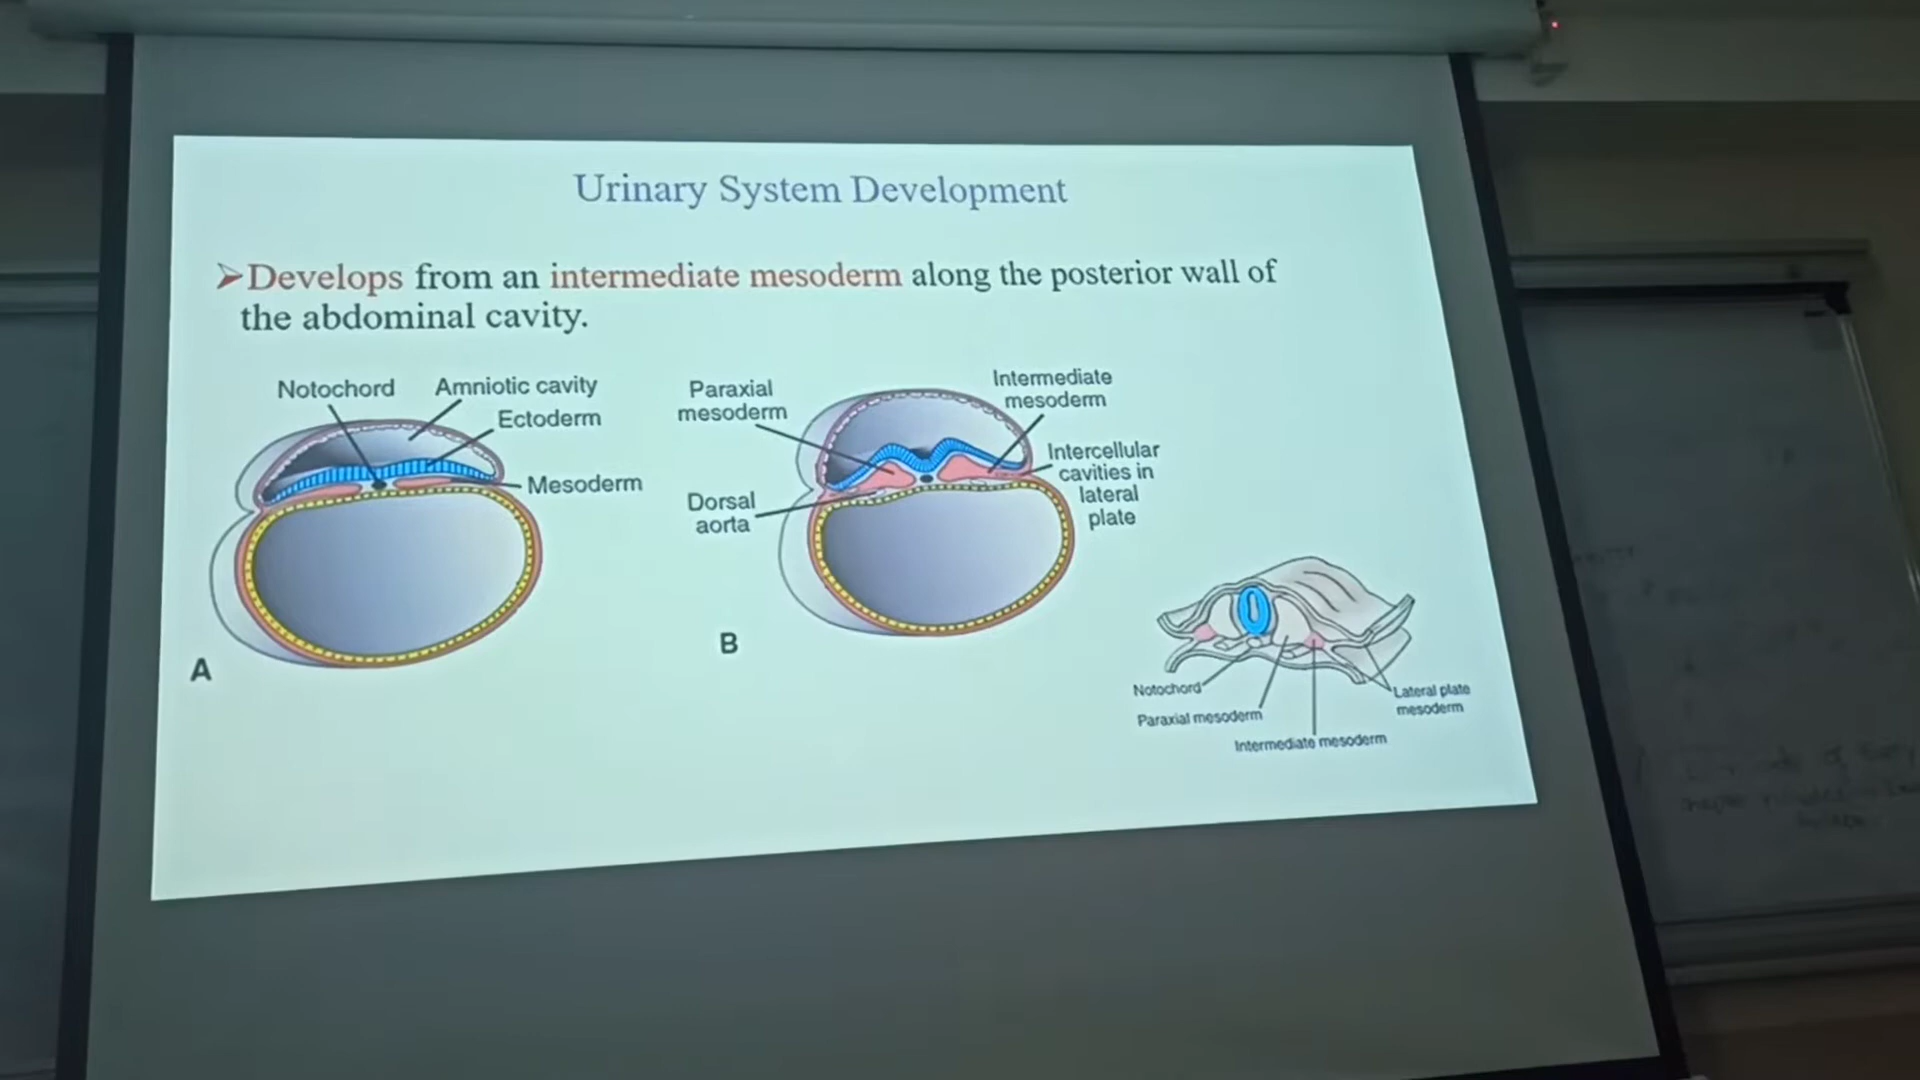 Urinary System Development
➢Develops from an intermediate mesoderm along the posterior wall of
the abdominal cavity.
Notochord
Amniotic cavity
Ectoderm
Mesoderm
A
Paraxial
mesoderm
Intermediate
mesoderm
Intercellular
cavities in
lateral
plate
Dorsal
aorta
B
Notochord
Paraxial mesoderm
Intermediate mesoderm
Lateral plate
mesoderm